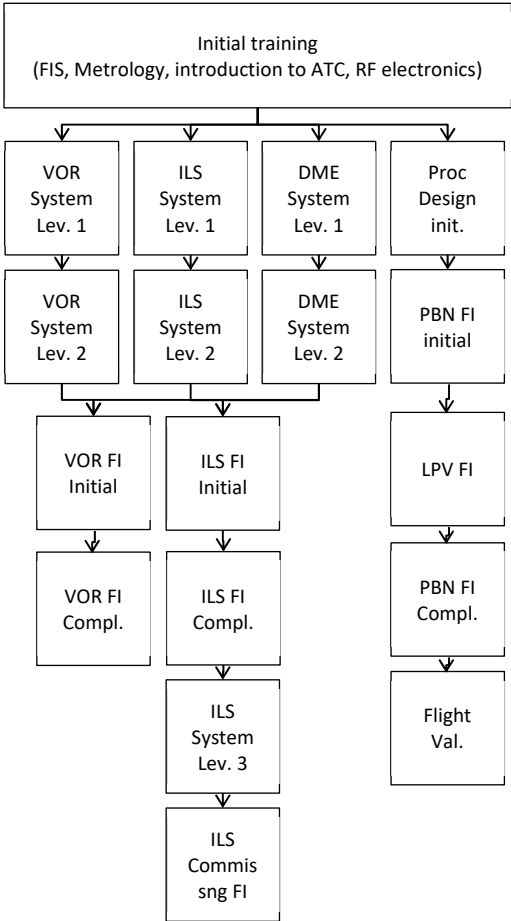 Initial training
(FIS, Metrology, introduction to ATC, RF electronics)
VOR
System
Lev. 1
ILS
System
Lev. 1
DME
System
Lev. 1
Proc
Design
init.
VOR
System
Lev. 2
ILS
System
Lev. 2
DME
System
Lev. 2
PBN FI
initial
VOR FI
Initial
ILS FI
Initial
LPV FI
VOR FI
Compl.
ILS FI
Compl.
PBN FI
Compl.
ILS
System
Lev. 3
Flight
Val.
ILS
Commis
sng FI